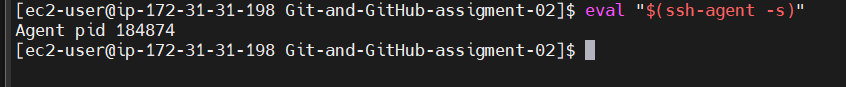 [ec2-user@ip-172-31-31-198 Git-and-GitHub-assigment-02]$ eval "$(ssh-agent -s)"
Agent pid 184874
[ec2-user@ip-172-31-31-198 Git-and-GitHub-assigment-02]$